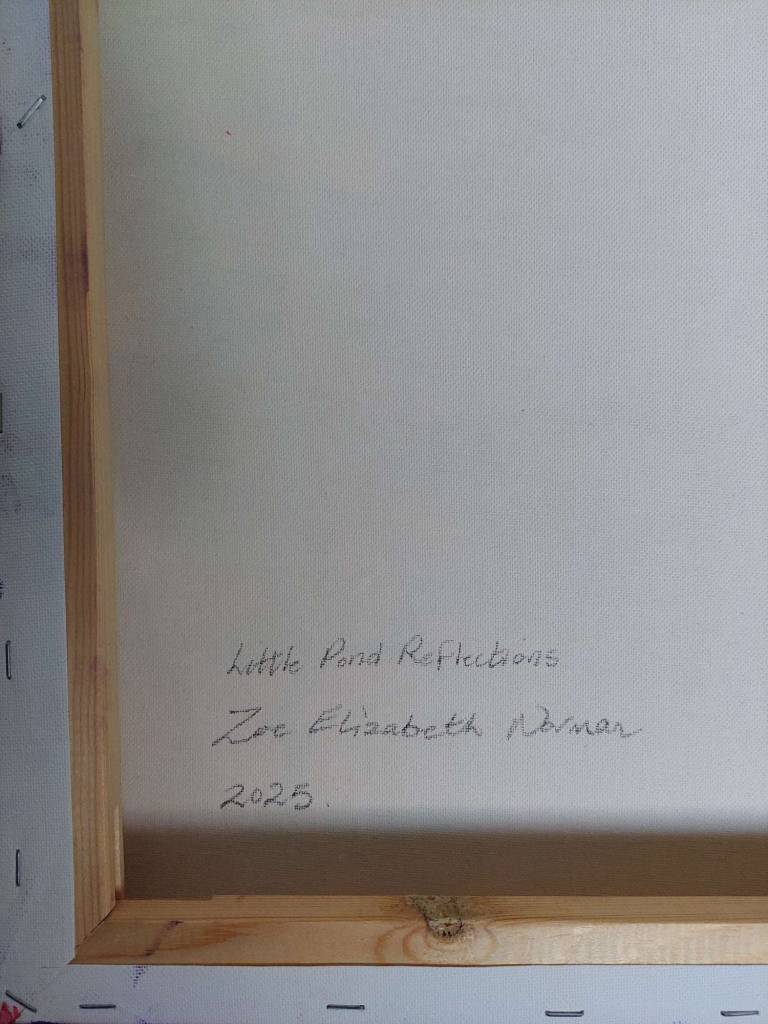 Little Pond Reflections
Zoe Elizabeth Norman
2025.